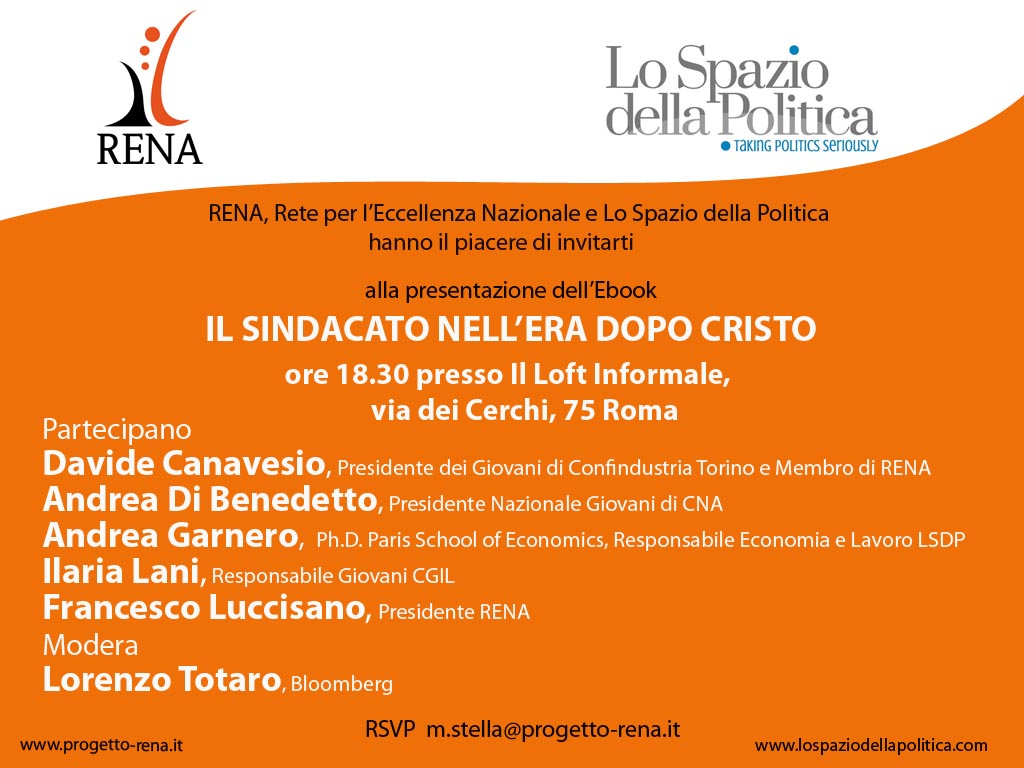 RENA
Lo Spazio
della Politica
TAKING POLITICS SERIOUSLY
RENA, Rete per l’Eccellenza Nazionale e Lo Spazio della Politica
hanno il piacere di invitarti
alla presentazione dell’Ebook
IL SINDACATO NELL’ERA DOPO CRISTO
ore 18.30 presso Il Loft Informale,
via dei Cerchi, 75 Roma
Partecipano
Davide Canavesio, Presidente dei Giovani di Confindustria Torino e Membro di RENA
Andrea Di Benedetto, Presidente Nazionale Giovani di CNA
Andrea Garnero, Ph.D. Paris School of Economics, Responsabile Economia e Lavoro LSDP
Ilaria Lani, Responsabile Giovani CGIL
Francesco Luccisano, Presidente RENA
Modera
Lorenzo Totaro, Bloomberg
RSVP m.stella@progetto-rena.it
www.progetto-rena.it
www.lospaziodellapolitica.com